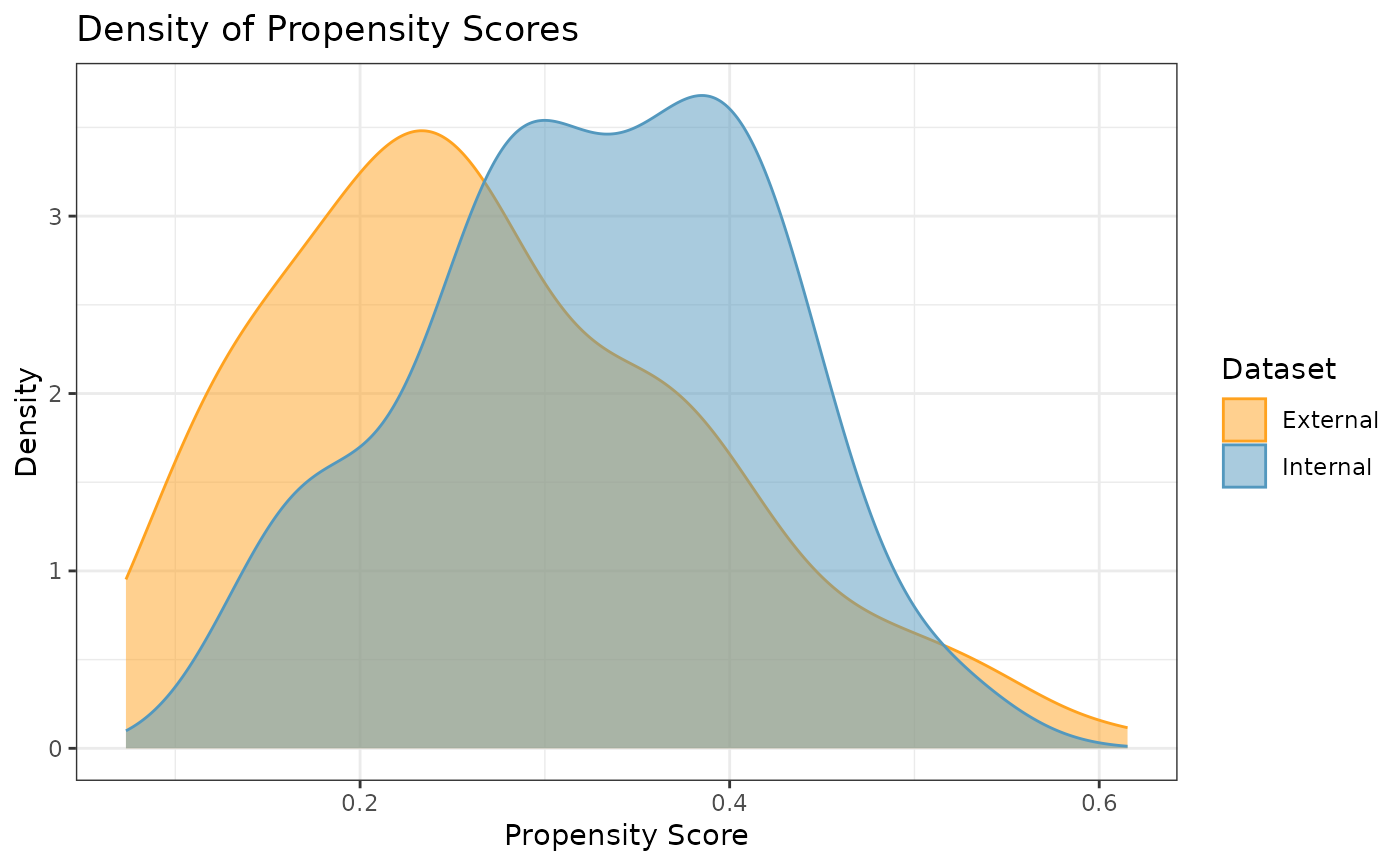 Density of Propensity Scores
Density
3
2
1
0
0.2
0.4
0.6
Propensity Score
Dataset
External
Internal